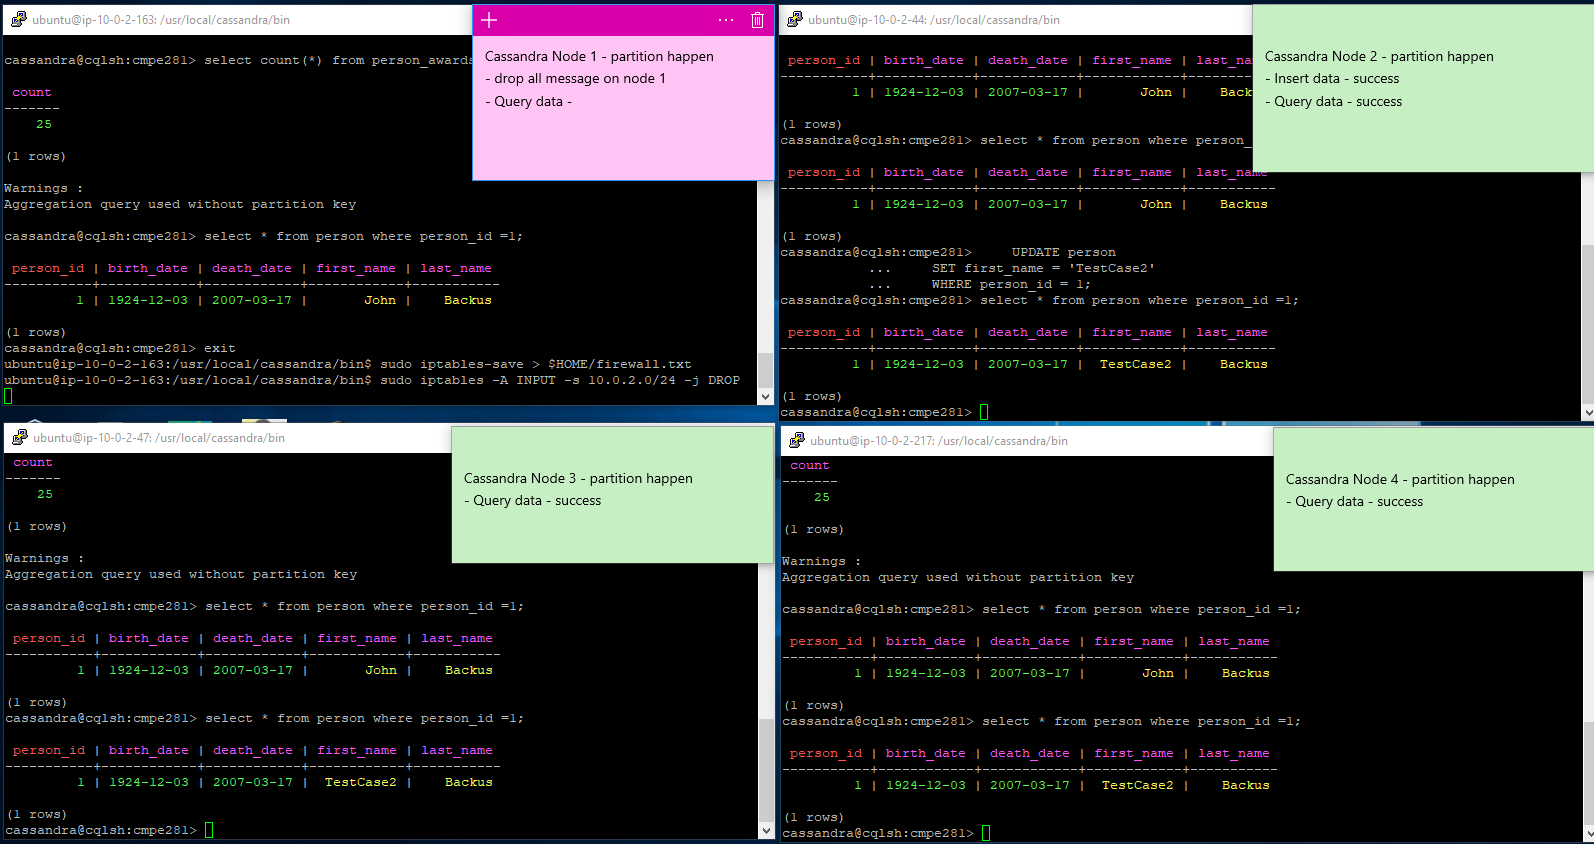 ubuntu@ip-10-0-2-163: /usr/local/cassandra/bin
cassandra@cqlsh:cmpe281> select count(*) from person_awards
count
-------
25
(1 rows)
Warnings :
Aggregation query used without partition key
cassandra@cqlsh:cmpe281> select * from person where person_id =1;
person_id | birth_date | death_date | first_name | last_name
-----------+------------+------------+------------+-----------
1 | 1924-12-03 | 2007-03-17 | John | Backus
(1 rows)
cassandra@cqlsh:cmpe281> exit
ubuntu@ip-10-0-2-163:/usr/local/cassandra/bin$ sudo iptables-save > $HOME/firewall.txt
ubuntu@ip-10-0-2-163:/usr/local/cassandra/bin$ sudo iptables -A INPUT -s 10.0.2.0/24 -j DROP
Cassandra Node 1 - partition happen
- drop all message on node 1
- Query data -
ubuntu@ip-10-0-2-44: /usr/local/cassandra/bin
person_id | birth_date | death_date | first_name | last_na
-----------+------------+------------+------------+-----------
1 | 1924-12-03 | 2007-03-17 | John | Back
(1 rows)
cassandra@cqlsh:cmpe281> select * from person where person_
person_id | birth_date | death_date | first_name | last_name
-----------+------------+------------+------------+-----------
1 | 1924-12-03 | 2007-03-17 | John | Backus
(1 rows)
cassandra@cqlsh:cmpe281> UPDATE person
... SET first_name = 'TestCase2'
... WHERE person_id = 1;
cassandra@cqlsh:cmpe281> select * from person where person_id =1;
person_id | birth_date | death_date | first_name | last_name
-----------+------------+------------+------------+-----------
1 | 1924-12-03 | 2007-03-17 | TestCase2 | Backus
(1 rows)
cassandra@cqlsh:cmpe281>
Cassandra Node 2 - partition happen
- Insert data - success
- Query data - success
ubuntu@ip-10-0-2-47: /usr/local/cassandra/bin
count
-------
25
(1 rows)
Warnings :
Aggregation query used without partition key
cassandra@cqlsh:cmpe281> select * from person where person_id =1;
person_id | birth_date | death_date | first_name | last_name
-----------+------------+------------+------------+-----------
1 | 1924-12-03 | 2007-03-17 | John | Backus
(1 rows)
cassandra@cqlsh:cmpe281> select * from person where person_id =1;
person_id | birth_date | death_date | first_name | last_name
-----------+------------+------------+------------+-----------
1 | 1924-12-03 | 2007-03-17 | TestCase2 | Backus
(1 rows)
cassandra@cqlsh:cmpe281>
Cassandra Node 3 - partition happen
- Query data - success
ubuntu@ip-10-0-2-217: /usr/local/cassandra/bin
count
-------
25
(1 rows)
Warnings :
Aggregation query used without partition key
cassandra@cqlsh:cmpe281> select * from person where person_id =1;
person_id | birth_date | death_date | first_name | last_name
-----------+------------+------------+------------+-----------
1 | 1924-12-03 | 2007-03-17 | John | Backus
(1 rows)
cassandra@cqlsh:cmpe281> select * from person where person_id =1;
person_id | birth_date | death_date | first_name | last_name
-----------+------------+------------+------------+-----------
1 | 1924-12-03 | 2007-03-17 | TestCase2 | Backus
(1 rows)
cassandra@cqlsh:cmpe281>
Cassandra Node 4 - partition happen
- Query data - success